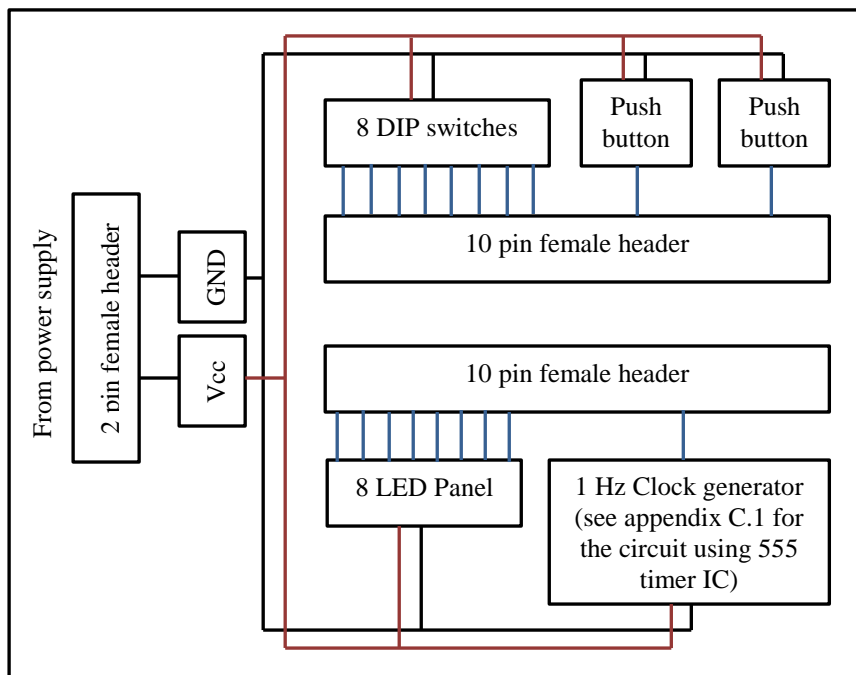 From power supply
2 pin female header
GND
Vcc
8 DIP switches
Push
button
Push
button
10 pin female header
10 pin female header
8 LED Panel
1 Hz Clock generator
(see appendix C.1 for
the circuit using 555
timer IC)